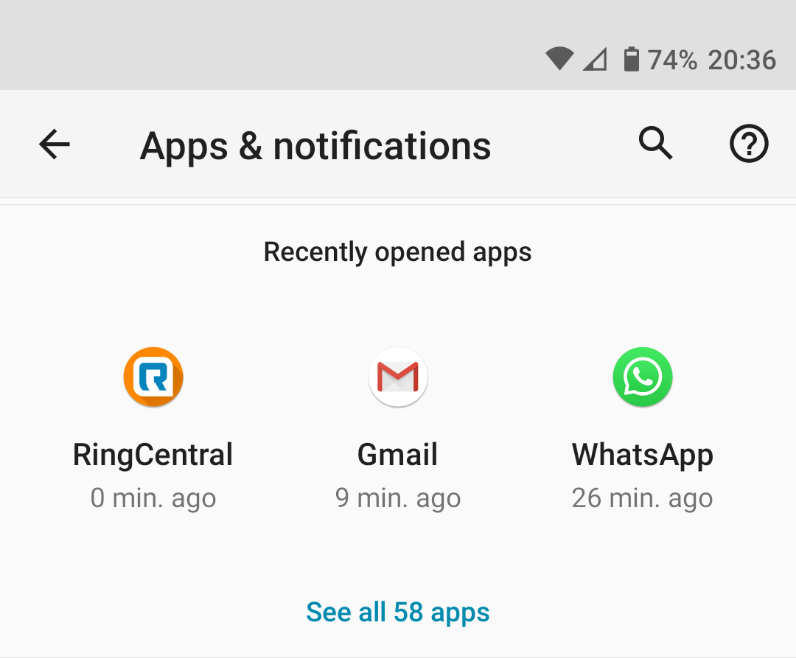 74% 20:36
Apps & notifications
Recently opened apps
RingCentral Gmail WhatsApp
0 min. ago 9 min. ago 26 min. ago
See all 58 apps